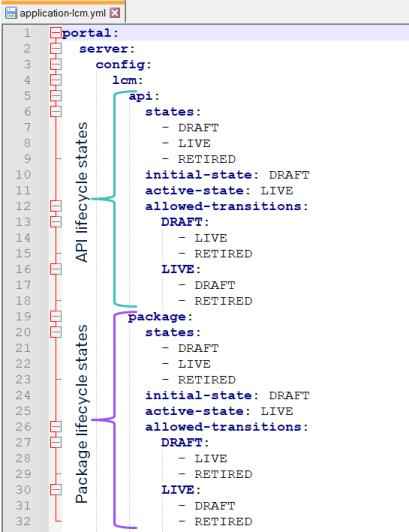 application-lcm.yml
1 portal:
2 server:
3 config:
4 lcm:
5 api:
6 states:
7 - DRAFT
8 - LIVE
9 - RETIRED
10 initial-state: DRAFT
11 active-state: LIVE
12 allowed-transitions:
13 DRAFT:
14 - LIVE
15 - RETIRED
16 LIVE:
17 - DRAFT
18 - RETIRED
API lifecycle states
19 package:
20 states:
21 - DRAFT
22 - LIVE
23 - RETIRED
24 initial-state: DRAFT
25 active-state: LIVE
26 allowed-transitions:
27 DRAFT:
28 - LIVE
29 - RETIRED
30 LIVE:
31 - DRAFT
32 - RETIRED
Package lifecycle states